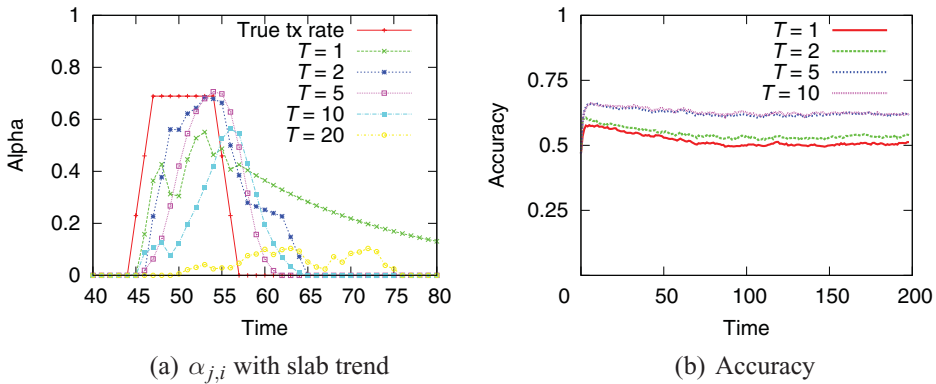 1
0.8
0.6
0.4
0.2
0
Alpha
40 45 50 55 60 65 70 75 80
Time
True tx rate
T = 1
T = 2
T = 5
T = 10
T = 20
(a) αj,i with slab trend
1
0.75
0.5
0.25
Accuracy
0 50 100 150 200
Time
T = 1
T = 2
T = 5
T = 10
(b) Accuracy